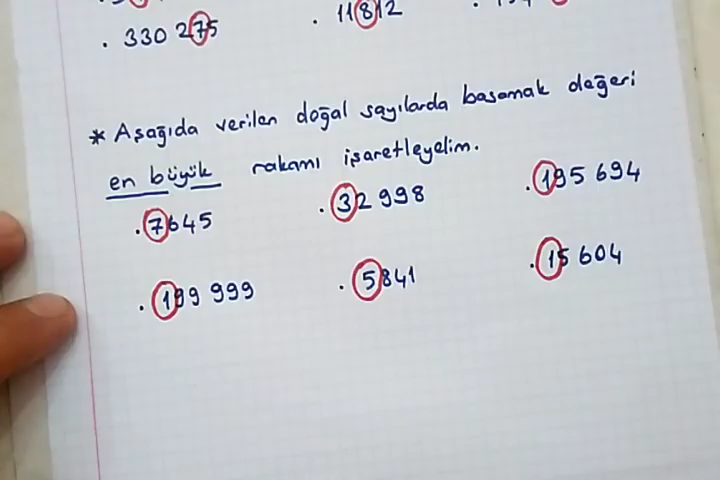 . 330 275
. 11812
* Aşağıda verilen doğal sayılarda basamak değeri
en büyük rakamı işaretleyelim.
. 7645 . 32 998 . 195 694
. 199 999 . 5841 . 15 604